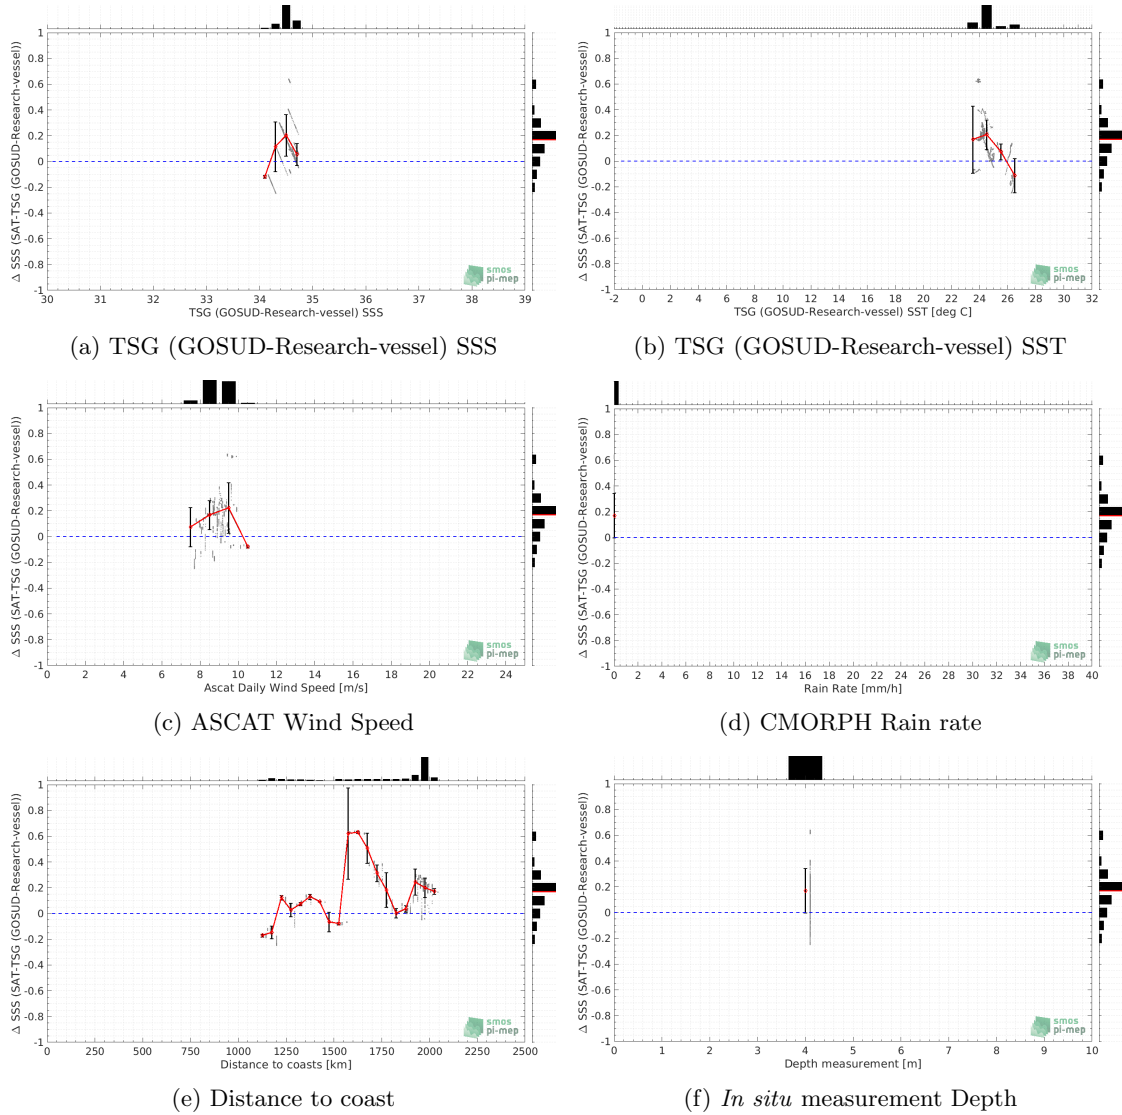 1
0.8
0.6
0.4
0.2
0
-0.2
-0.4
-0.6
-0.8
-1
Δ SSS (SAT-TSG (GOSUD-Research-vessel))
30 31 32 33 34 35 36 37 38 39
TSG (GOSUD-Research-vessel) SSS
smos
pi-mep
(a) TSG (GOSUD-Research-vessel) SSS
1
0.8
0.6
0.4
0.2
0
-0.2
-0.4
-0.6
-0.8
-1
Δ SSS (SAT-TSG (GOSUD-Research-vessel))
-2 0 2 4 6 8 10 12 14 16 18 20 22 24 26 28 30 32
TSG (GOSUD-Research-vessel) SST [deg C]
smos
pi-mep
(b) TSG (GOSUD-Research-vessel) SST
1
0.8
0.6
0.4
0.2
0
-0.2
-0.4
-0.6
-0.8
-1
Δ SSS (SAT-TSG (GOSUD-Research-vessel))
0 2 4 6 8 10 12 14 16 18 20 22 24
Ascat Daily Wind Speed [m/s]
smos
pi-mep
(c) ASCAT Wind Speed
1
0.8
0.6
0.4
0.2
0
-0.2
-0.4
-0.6
-0.8
-1
Δ SSS (SAT-TSG (GOSUD-Research-vessel))
0 2 4 6 8 10 12 14 16 18 20 22 24 26 28 30 32 34 36 38 40
Rain Rate [mm/h]
smos
pi-mep
(d) CMORPH Rain rate
1
0.8
0.6
0.4
0.2
0
-0.2
-0.4
-0.6
-0.8
-1
Δ SSS (SAT-TSG (GOSUD-Research-vessel))
0 250 500 750 1000 1250 1500 1750 2000 2250 2500
Distance to coasts [km]
smos
pi-mep
(e) Distance to coast
1
0.8
0.6
0.4
0.2
0
-0.2
-0.4
-0.6
-0.8
-1
Δ SSS (SAT-TSG (GOSUD-Research-vessel))
0 1 2 3 4 5 6 7 8 9 10
Depth measurement [m]
smos
pi-mep
(f) In situ measurement Depth